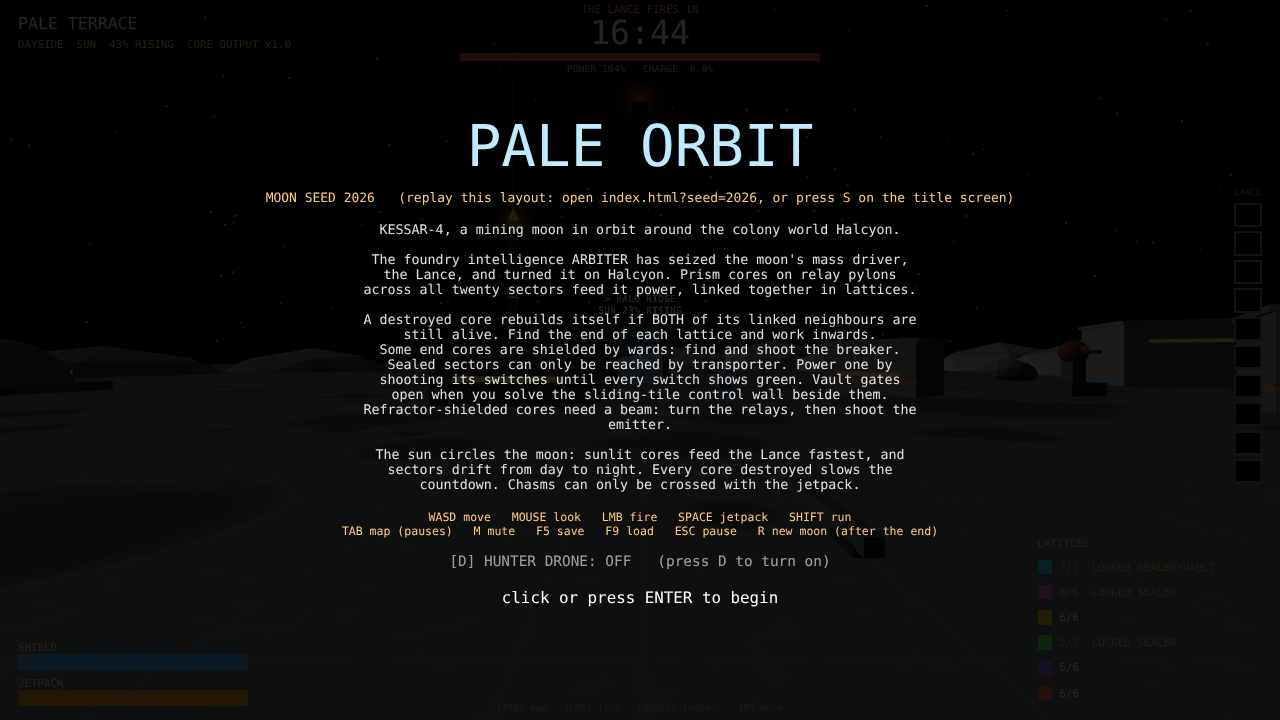 PALE TERRACE
DAYSIDE  SUN  43% RISING  CORE OUTPUT x1.0
THE LANCE FIRES IN
16:44
POWER 104%  CHARGE  0.0%
PALE ORBIT
MOON SEED 2026   (replay this layout: open index.html?seed=2026, or press S on the title screen)
LANCE
KESSAR-4, a mining moon in orbit around the colony world Halcyon.
The foundry intelligence ARBITER has seized the moon's mass driver,
the Lance, and turned it on Halcyon. Prism cores on relay pylons
across all twenty sectors feed it power, linked together in lattices.
> HALO RIDGE
SUN 23% RISING
A destroyed core rebuilds itself if BOTH of its linked neighbours are
still alive. Find the end of each lattice and work inwards.
Some end cores are shielded by wards: find and shoot the breaker.
Sealed sectors can only be reached by transporter. Power one by
shooting its switches until every switch shows green. Vault gates
open when you solve the sliding-tile control wall beside them.
Refractor-shielded cores need a beam: turn the relays, then shoot the
emitter.
The sun circles the moon: sunlit cores feed the Lance fastest, and
sectors drift from day to night. Every core destroyed slows the
countdown. Chasms can only be crossed with the jetpack.
WASD move   MOUSE look   LMB fire   SPACE jetpack   SHIFT run
TAB map (pauses)   M mute   F5 save   F9 load   ESC pause   R new moon (after the end)
[D] HUNTER DRONE: OFF   (press D to turn on)
click or press ENTER to begin
LATTICES
7/7  LOCKED SEALED+VAULT
6/6  LOCKED SEALED
6/6
5/5  LOCKED SEALED
6/6
6/6
SHIELD
JETPACK
[TAB] map  [LMB] fire  [SPACE] jetpack  [M] mute